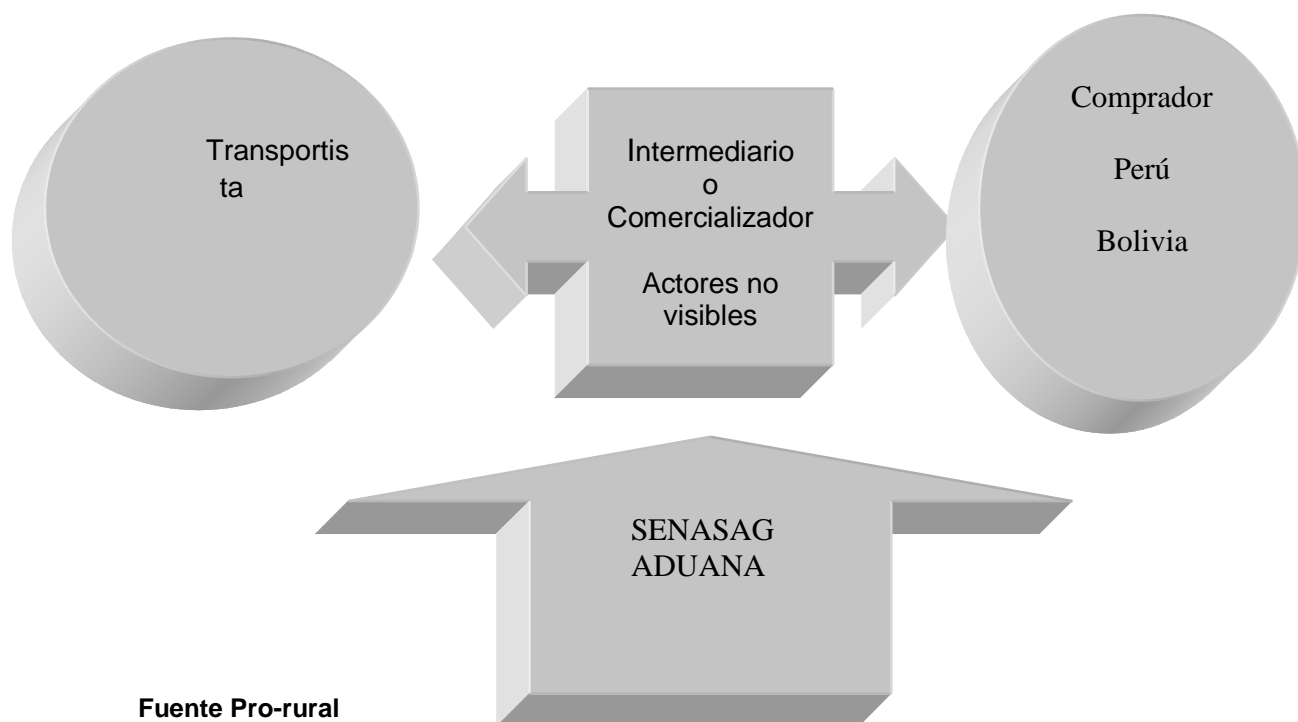 Transportis
ta
Intermediario
o
Comercializador
Actores no
visibles
Comprador
Perú
Bolivia
SENASAG
ADUANA
Fuente Pro-rural